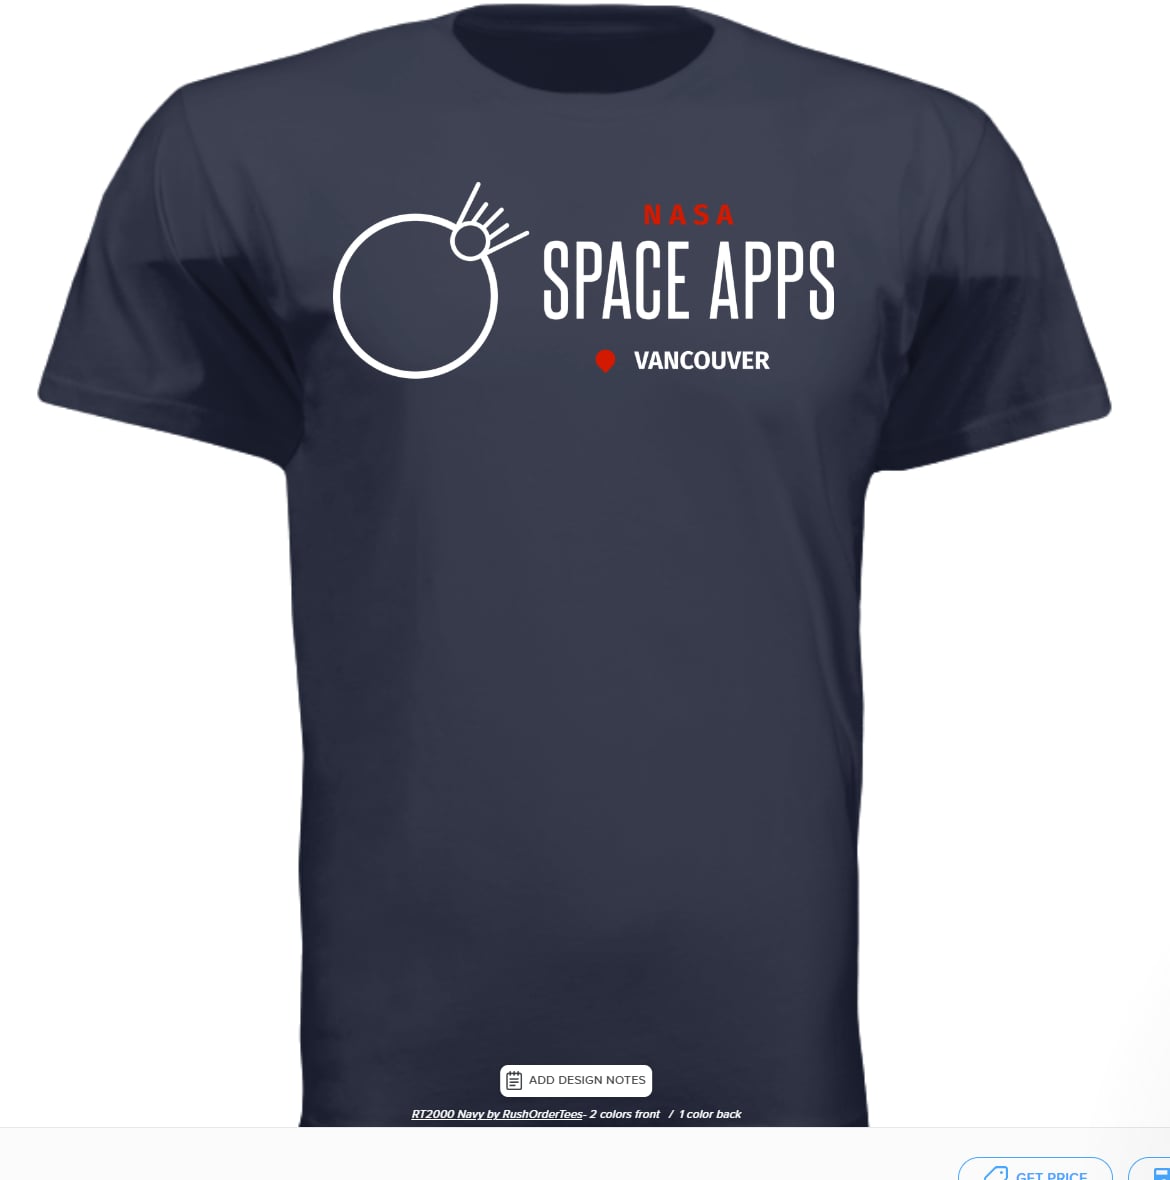 NASA
SPACE APPS
VANCOUVER
ADD DESIGN NOTES
RT2000 Navy by RushOrderTees- 2 colors front / 1 color back
GET PRICE